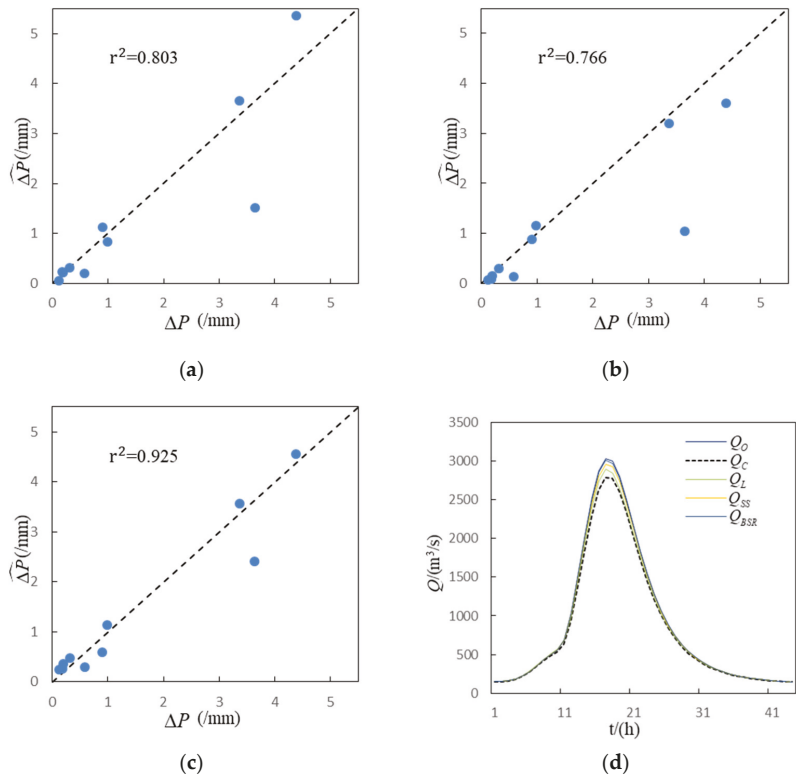 r²=0.803
5
4
3
2
1
0
0
1
2
3
4
5
ΔP̂(/mm)
ΔP (/mm)
(a)
r²=0.766
5
4
3
2
1
0
0
1
2
3
4
5
ΔP̂(/mm)
ΔP (/mm)
(b)
r²=0.925
5
4
3
2
1
0
0
1
2
3
4
5
ΔP̂(/mm)
ΔP (/mm)
(c)
3500
3000
2500
2000
1500
1000
500
0
1
11
21
31
41
Q/(m³/s)
t/(h)
Q_O
Q_C
Q_L
Q_SS
Q_BSR
(d)